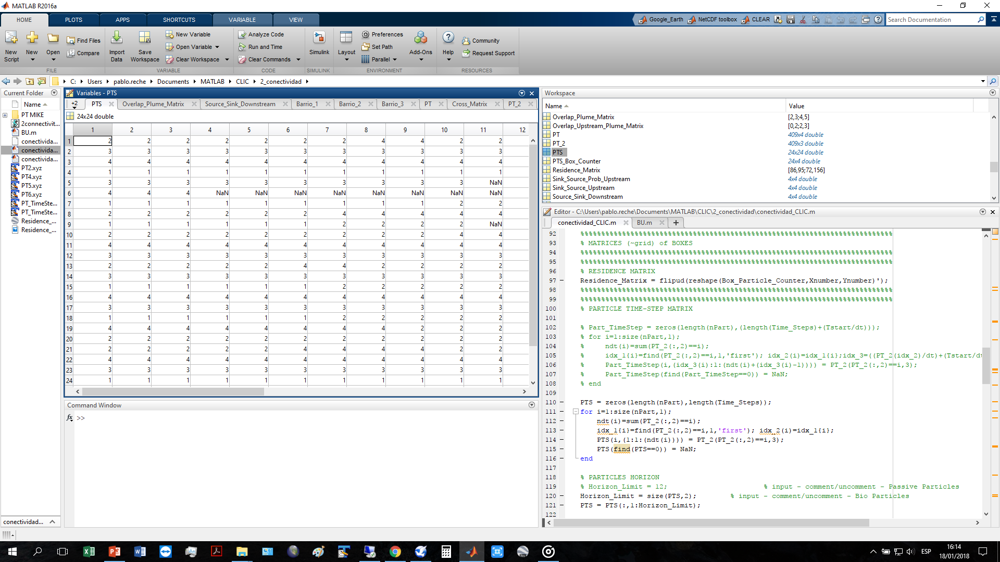 MATLAB R2016a
HOME PLOTS APPS SHORTCUTS VARIABLE VIEW
Google_Earth NetCDF toolbox CLEAR Search Documentation
New Script New Open Find Files Compare Import Data Save Workspace New Variable Open Variable Clear Workspace Analyze Code Run and Time Clear Commands Simulink Layout Preferences Set Path Parallel Add-Ons Help Community Request Support
FILE VARIABLE CODE SIMULINK ENVIRONMENT RESOURCES
C: Users pablo.reche Documents MATLAB CLIC 2_conectividad
Current Folder
Name
PT MIKE
2connectivit...
BU.m
conectivida...
conectivida...
conectivida...
PT2.xyz
PT4.xyz
PT5.xyz
PT6.xyz
PT_TimeSte...
PT_TimeSte...
Residence_...
Residence_...
conectividad...
Variables - PTS
+2 PTS Overlap_Plume_Matrix Source_Sink_Downstream Barrio_1 Barrio_2 Barrio_3 PT Cross_Matrix PT_2
24x24 double
1 2 3 4 5 6 7 8 9 10 11 12
1 2 2 2 2 2 2 2 4 4 2 2
2 3 3 3 3 3 3 3 3 3 3 3
3 4 4 4 4 4 4 4 4 4 4 4
4 1 1 1 1 1 1 1 1 1 1 1
5 3 3 3 3 3 3 3 3 3 3 NaN
6 4 4 4 NaN NaN NaN NaN NaN NaN NaN NaN
7 1 1 1 1 1 1 1 1 1 2 2
8 2 2 2 2 2 2 4 4 4 4 4
9 1 1 1 1 1 1 2 2 2 2 NaN
10 2 2 2 2 2 2 2 2 2 4 4
11 4 4 4 4 4 4 4 4 4 4 4
12 3 3 3 3 3 3 3 3 3 3 3
13 2 2 2 2 2 4 4 2 2 2 2
14 3 3 3 3 3 3 3 3 3 3 3
15 1 1 1 1 1 1 2 2 2 2 2
16 4 4 4 4 4 4 4 4 4 4 4
17 3 3 3 3 3 3 3 3 3 3 3
18 1 1 1 1 1 1 2 2 2 2 2
19 4 4 4 4 4 4 4 4 2 2 2
20 2 2 2 2 2 2 2 2 2 2 2
21 2 2 2 2 2 4 4 4 4 2 2
22 4 4 4 4 4 4 4 4 4 4 4
23 3 3 3 3 3 3 3 3 3 3 3
24 1 1 1 1 1 1 1 1 1 1 1
Command Window
fx >>
Workspace
Name Value
Overlap_Plume_Matrix [2,3;4,5]
Overlap_Upstream_Plume_Matrix [0,2;2,3]
PT 409x4 double
PT_2 409x3 double
PTS 24x24 double
PTS_Box_Counter 24x4 double
Residence_Matrix [86,95;72,156]
Sink_Source_Prob_Upstream 4x4 double
Sink_Source_Upstream 4x4 double
Source_Sink_Downstream 4x4 double
Editor - C:\Users\pablo.reche\Documents\MATLAB\CLIC\2_conectividad\conectividad_CLIC.m
conectividad_CLIC.m BU.m +
92 %%%%%%%%%%%%%%%%%%%%%%%%%%%%%%%%%%%%%%%%%%%%%%%%%%%%%%%%%%%%%%%%%%%%%%%%%%%
93 % MATRICES (~grid) of BOXES
94 %%%%%%%%%%%%%%%%%%%%%%%%%%%%%%%%%%%%%%%%%%%%%%%%%%%%%%%%%%%%%%%%%%%%%%%%%%%
95 %%%%%%%%%%%%%%%%%%%%%%%%%%%%%%%%%%%%%%%%%%%%%%%%%%%%%%%%%%%%%%%%%%%%%%%%%%%
96 % RESIDENCE MATRIX
97 - Residence_Matrix = flipud(reshape(Box_Particle_Counter,Xnumber,Ynumber)');
98 %%%%%%%%%%%%%%%%%%%%%%%%%%%%%%%%%%%%%%%%%%%%%%%%%%%%%%%%%%%%%%%%%%%%%%%%%%%
99 %%%%%%%%%%%%%%%%%%%%%%%%%%%%%%%%%%%%%%%%%%%%%%%%%%%%%%%%%%%%%%%%%%%%%%%%%%%
100 % PARTICLE TIME-STEP MATRIX
101
102 % Part_TimeStep = zeros(length(nPart),(length(Time_Steps)+(Tstart/dt)));
103 % for i=1:size(nPart,1);
104 % ndt(i)=sum(PT_2(:,2)==i);
105 % idx_1{i}=find(PT_2(:,2)==i,1,'first'); idx_2(i)=idx_1{i};idx_3=((PT_2(idx_2)/dt)+(Tstart/dt
106 % Part_TimeStep(i,(idx_3(i):1:(ndt(i)+(idx_3(i)-1)))) = PT_2(PT_2(:,2)==i,3);
107 % Part_TimeStep(find(Part_TimeStep==0)) = NaN;
108 % end
109
110 - PTS = zeros(length(nPart),length(Time_Steps));
111 - for i=1:size(nPart,1);
112 - ndt(i)=sum(PT_2(:,2)==i);
113 - idx_1{i}=find(PT_2(:,2)==i,1,'first'); idx_2(i)=idx_1{i};
114 - PTS(i,(1:1:(ndt(i)))) = PT_2(PT_2(:,2)==i,3);
115 - PTS(find(PTS==0)) = NaN;
116 - end
117
118 % PARTICLES HORIZON
119 % Horizon_Limit = 12; % input - comment/uncomment - Passive Particles
120 - Horizon_Limit = size(PTS,2); % input - comment/uncomment - Bio Particles
121 - PTS = PTS(:,1:Horizon_Limit);
122
ESP 16:14
18/01/2018